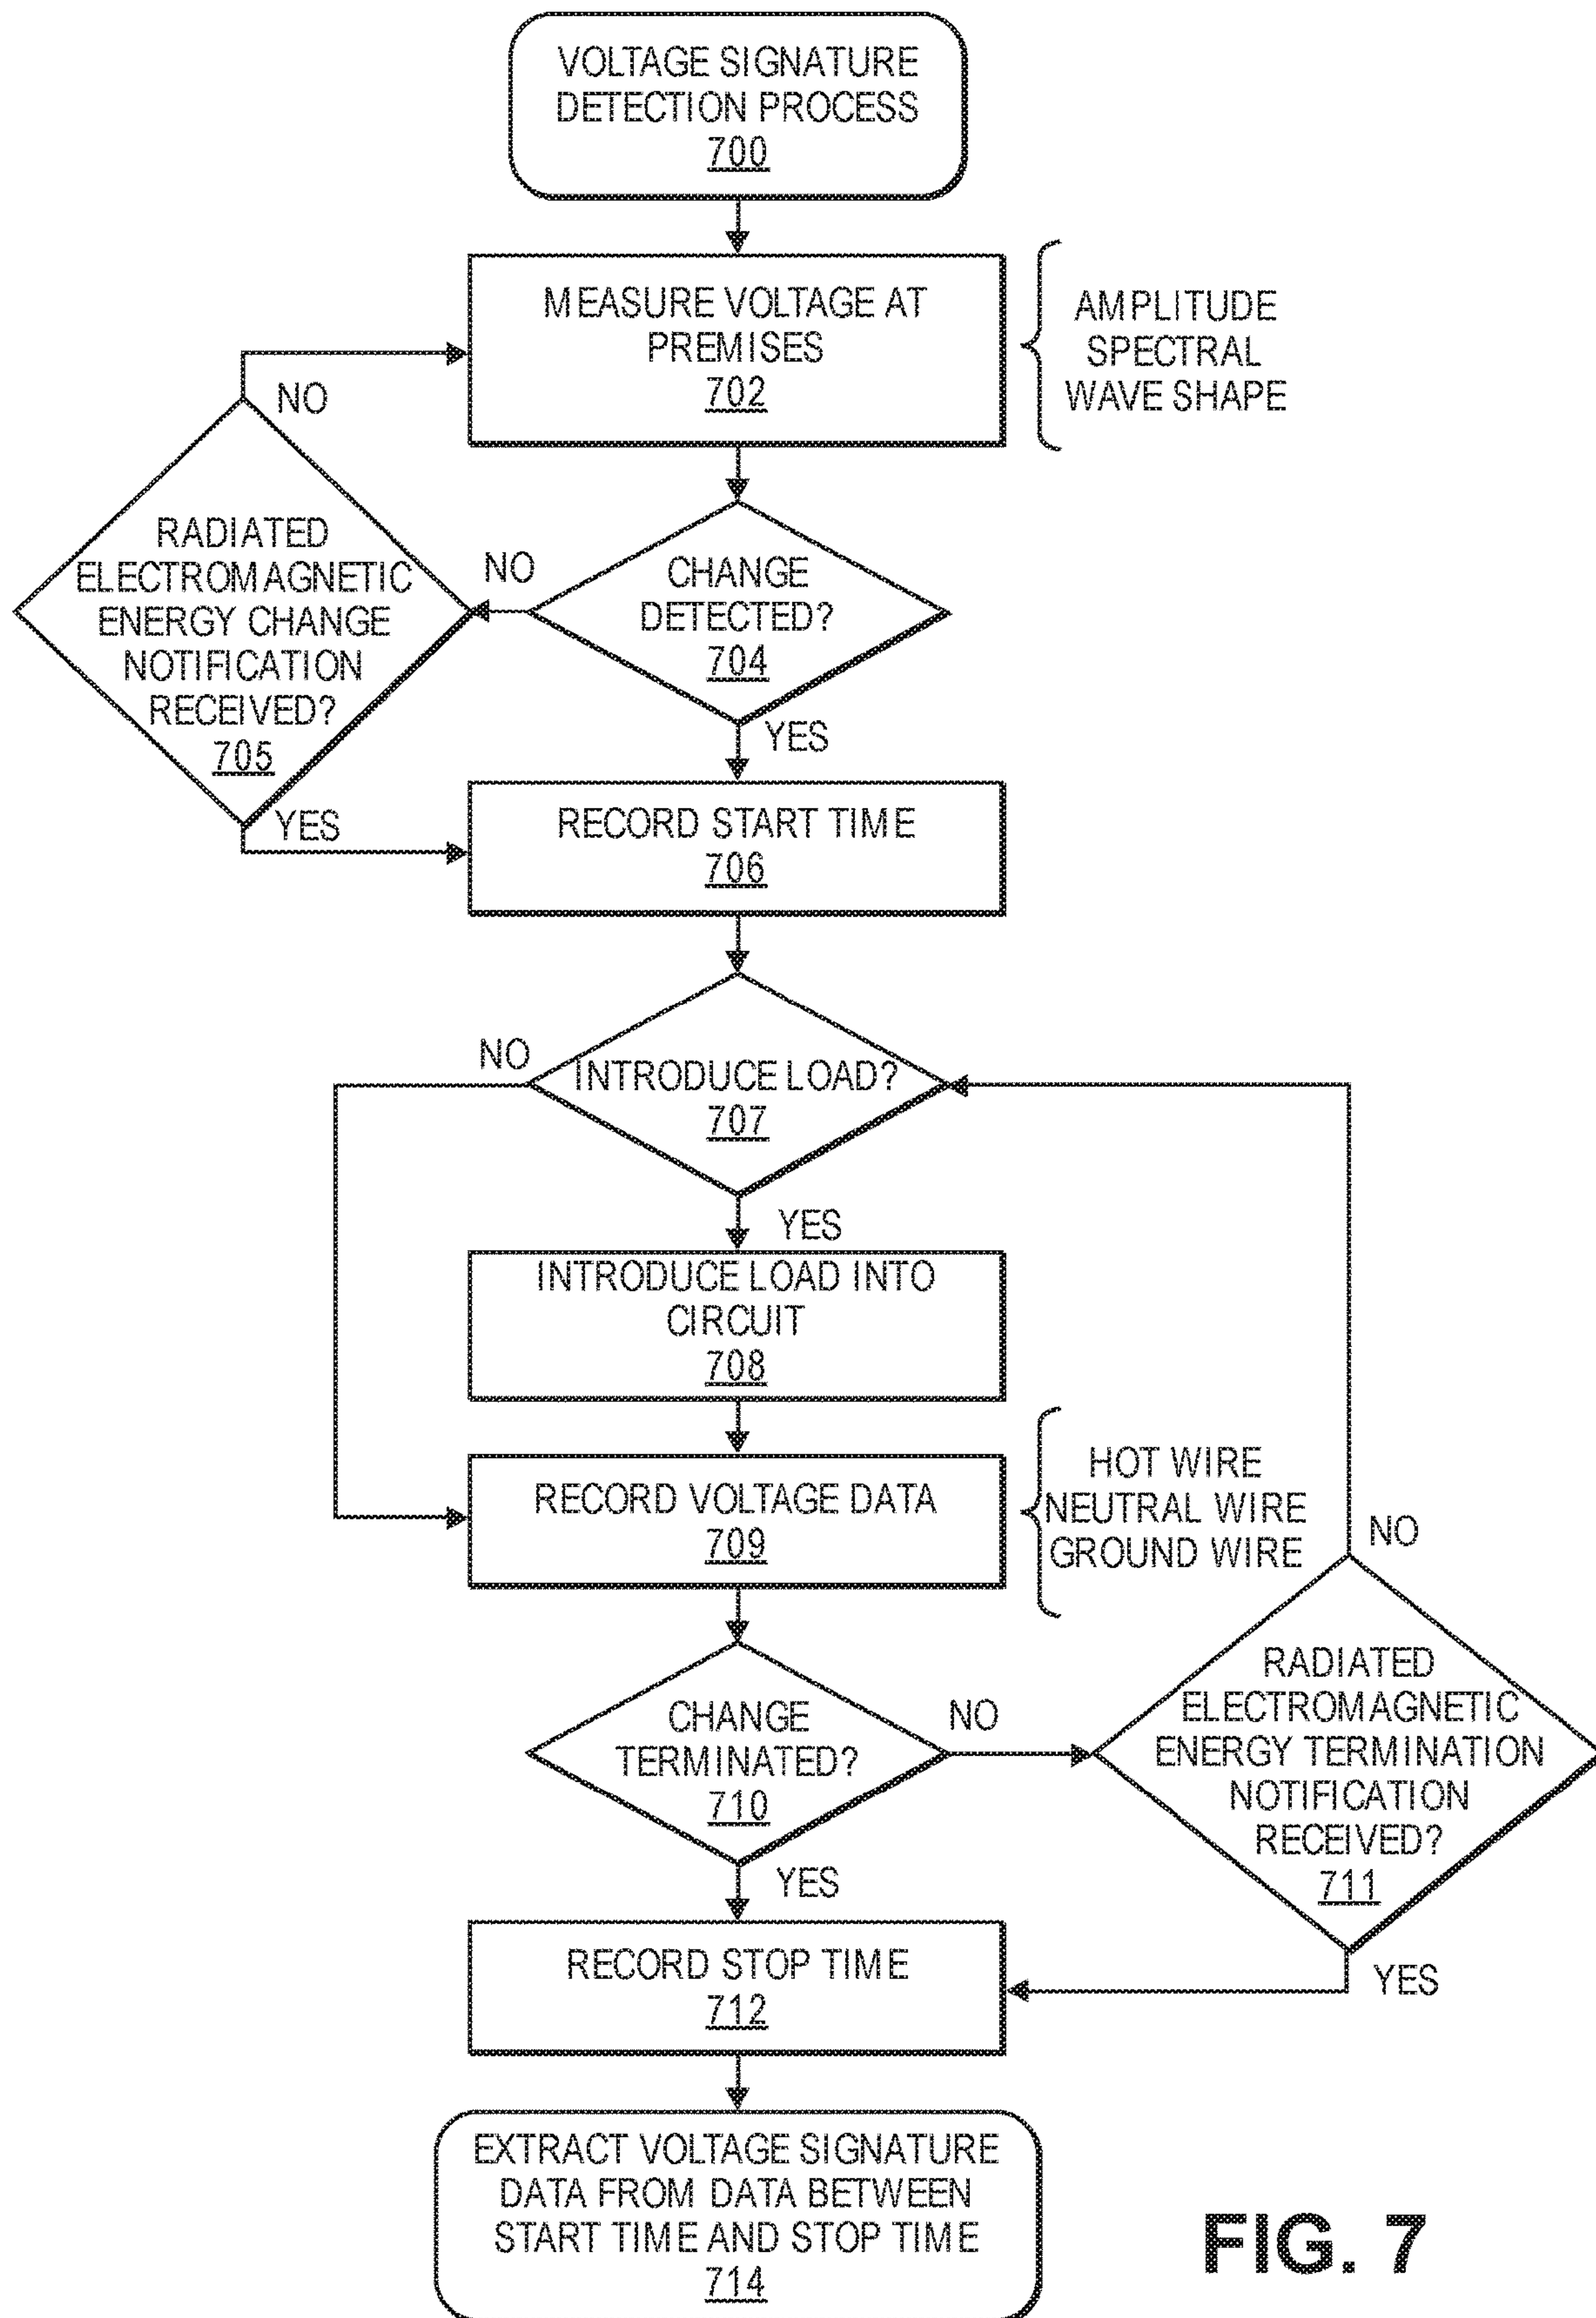 VOLTAGE SIGNATURE
DETECTION PROCESS
700
MEASURE VOLTAGE AT
PREMISES
702
AMPLITUDE
SPECTRAL
WAVE SHAPE
NO
RADIATED
ELECTROMAGNETIC
ENERGY CHANGE
NOTIFICATION
RECEIVED?
705
NO
CHANGE
DETECTED?
704
YES
YES
RECORD START TIME
706
NO
INTRODUCE LOAD?
707
YES
INTRODUCE LOAD INTO
CIRCUIT
708
RECORD VOLTAGE DATA
709
HOT WIRE
NEUTRAL WIRE
GROUND WIRE
NO
CHANGE
TERMINATED?
710
NO
RADIATED
ELECTROMAGNETIC
ENERGY TERMINATION
NOTIFICATION
RECEIVED?
711
YES
YES
RECORD STOP TIME
712
EXTRACT VOLTAGE SIGNATURE
DATA FROM DATA BETWEEN
START TIME AND STOP TIME
714
FIG. 7